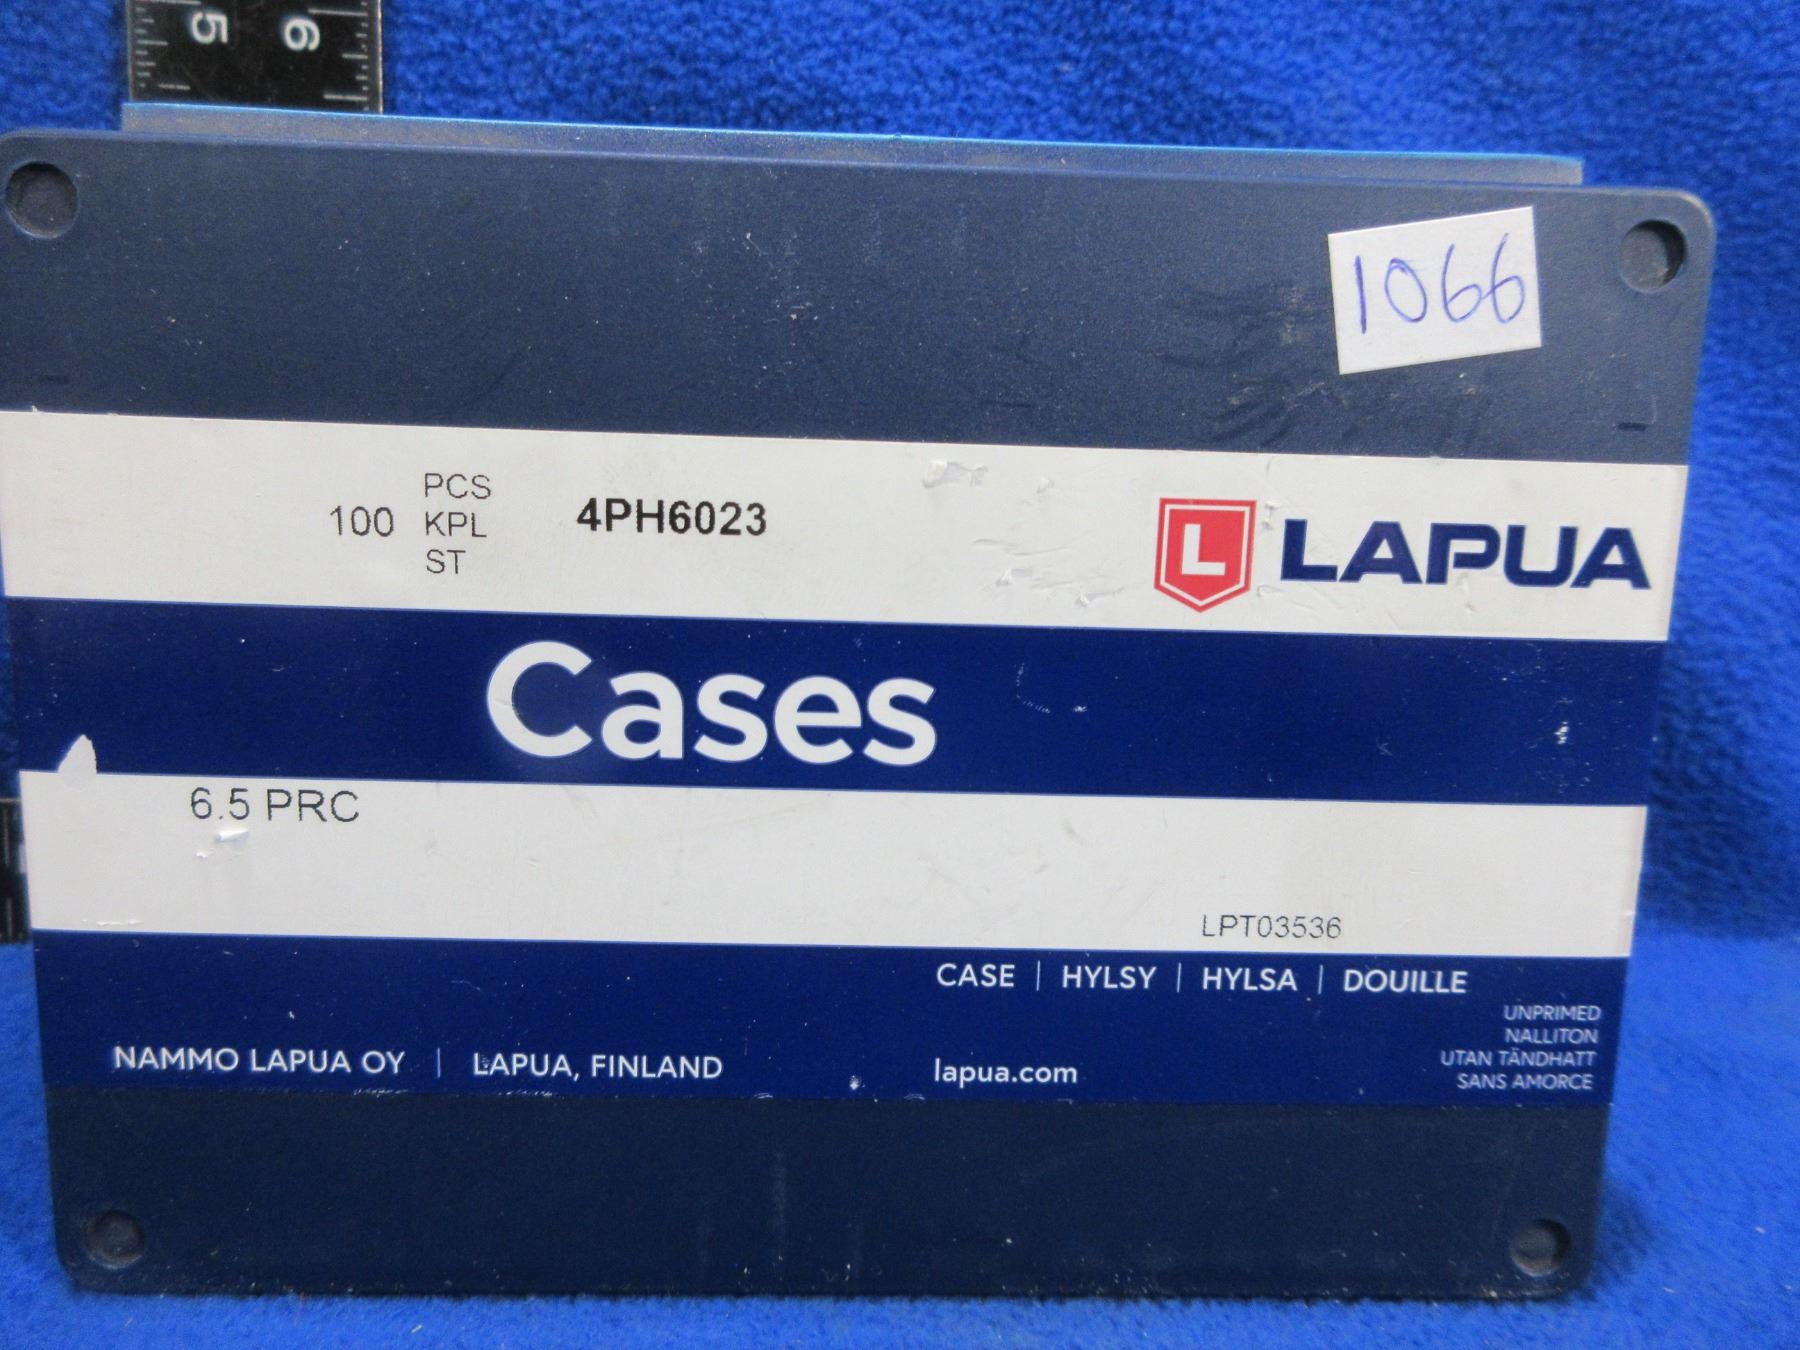 5 6
1066
PCS
100 KPL 4PH6023
ST
L LAPUA
Cases
6.5 PRC
LPT03536
CASE | HYLSY | HYLSA | DOUILLE
UNPRIMED
NALLITON
UTAN TÄNDHATT
SANS AMORCE
NAMMO LAPUA OY | LAPUA, FINLAND lapua.com